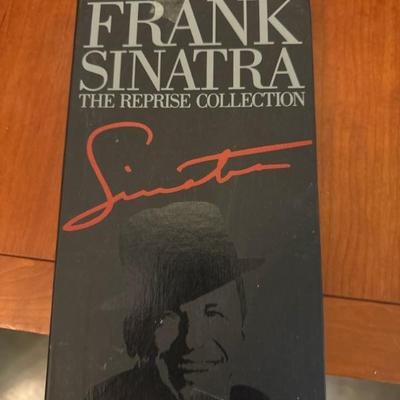 FRANK
SINATRA
THE REPRISE COLLECTION
Sinatra